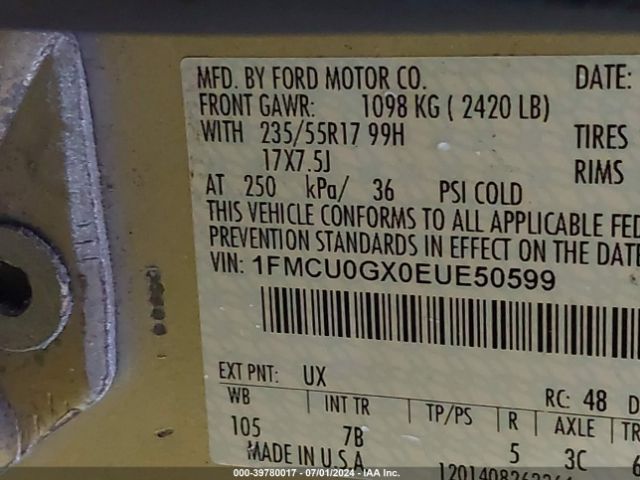 MFD. BY FORD MOTOR CO. DATE:
FRONT GAWR: 1098 KG ( 2420 LB)
WITH 235/55R17 99H TIRES
17X7.5J RIMS
AT 250 kPa/ 36 PSI COLD
THIS VEHICLE CONFORMS TO ALL APPLICABLE FED
PREVENTION STANDARDS IN EFFECT ON THE DATE
VIN: 1FMCU0GX0EUE50599
EXT PNT: UX RC: 48 D
WB INT TR TP/PS R AXLE TR
105 7B 5 3C 6
MADE IN U.S.A.
000-39780017 - 07/01/2024 - IAA Inc.